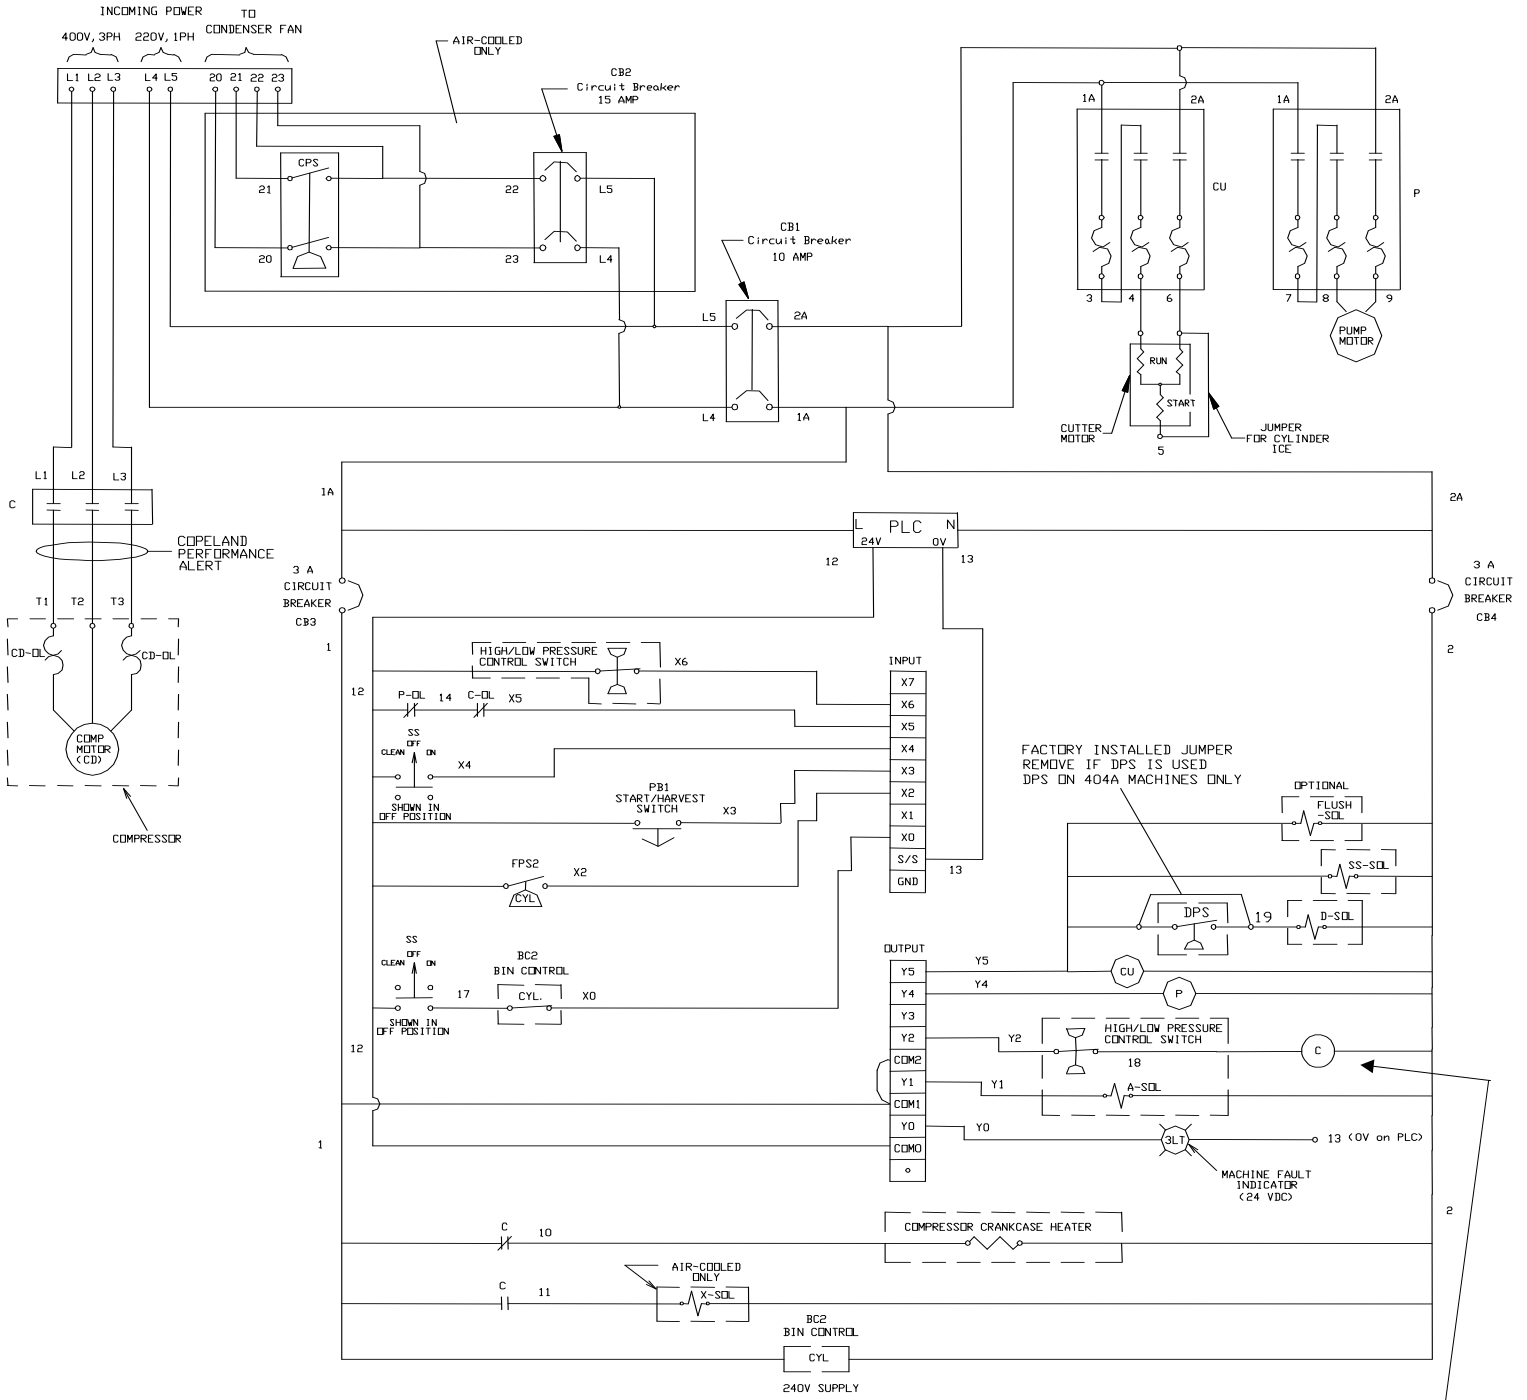 INCOMING POWER
TO
CONDENSER FAN
400V, 3PH
220V, 1PH
L1 L2 L3 L4 L5 20 21 22 23
AIR-COOLED
ONLY
CB2
Circuit Breaker
15 AMP
CPS
21
22
L5
20
23
L4
CB1
Circuit Breaker
10 AMP
L5
2A
L4
1A
1A
2A
1A
2A
CU
P
3
4
6
7
8
9
PUMP
MOTOR
RUN
START
CUTTER
MOTOR
5
JUMPER
FOR CYLINDER
ICE
L1
L2
L3
C
COPELAND
PERFORMANCE
ALERT
T1
T2
T3
CD-OL
CD-OL
COMP
MOTOR
(CD)
COMPRESSOR
1A
2A
L
PLC
N
24V
0V
12
13
3 A
CIRCUIT
BREAKER
CB3
3 A
CIRCUIT
BREAKER
CB4
1
2
HIGH/LOW PRESSURE
CONTROL SWITCH
X6
INPUT
X7
X6
X5
X4
X3
X2
X1
X0
S/S
GND
12
P-OL
14
C-OL
X5
SS
OFF
CLEAN
ON
X4
SHOWN IN
OFF POSITION
PB1
START/HARVEST
SWITCH
X3
13
FPS2
X2
CYL
FACTORY INSTALLED JUMPER
REMOVE IF DPS IS USED
DPS ON 404A MACHINES ONLY
OPTIONAL
FLUSH
-SOL
SS-SOL
DPS
19
D-SOL
SS
OFF
CLEAN
ON
17
SHOWN IN
OFF POSITION
BC2
BIN CONTROL
CYL.
X0
OUTPUT
Y5
Y4
Y3
Y2
COM2
Y1
COM1
Y0
COM0
Y5
CU
Y4
P
Y2
HIGH/LOW PRESSURE
CONTROL SWITCH
18
C
Y1
A-SOL
12
Y0
3LT
13 (0V on PLC)
MACHINE FAULT
INDICATOR
(24 VDC)
1
2
C
10
COMPRESSOR CRANKCASE HEATER
C
11
AIR-COOLED
ONLY
X-SOL
BC2
BIN CONTROL
CYL
240V SUPPLY